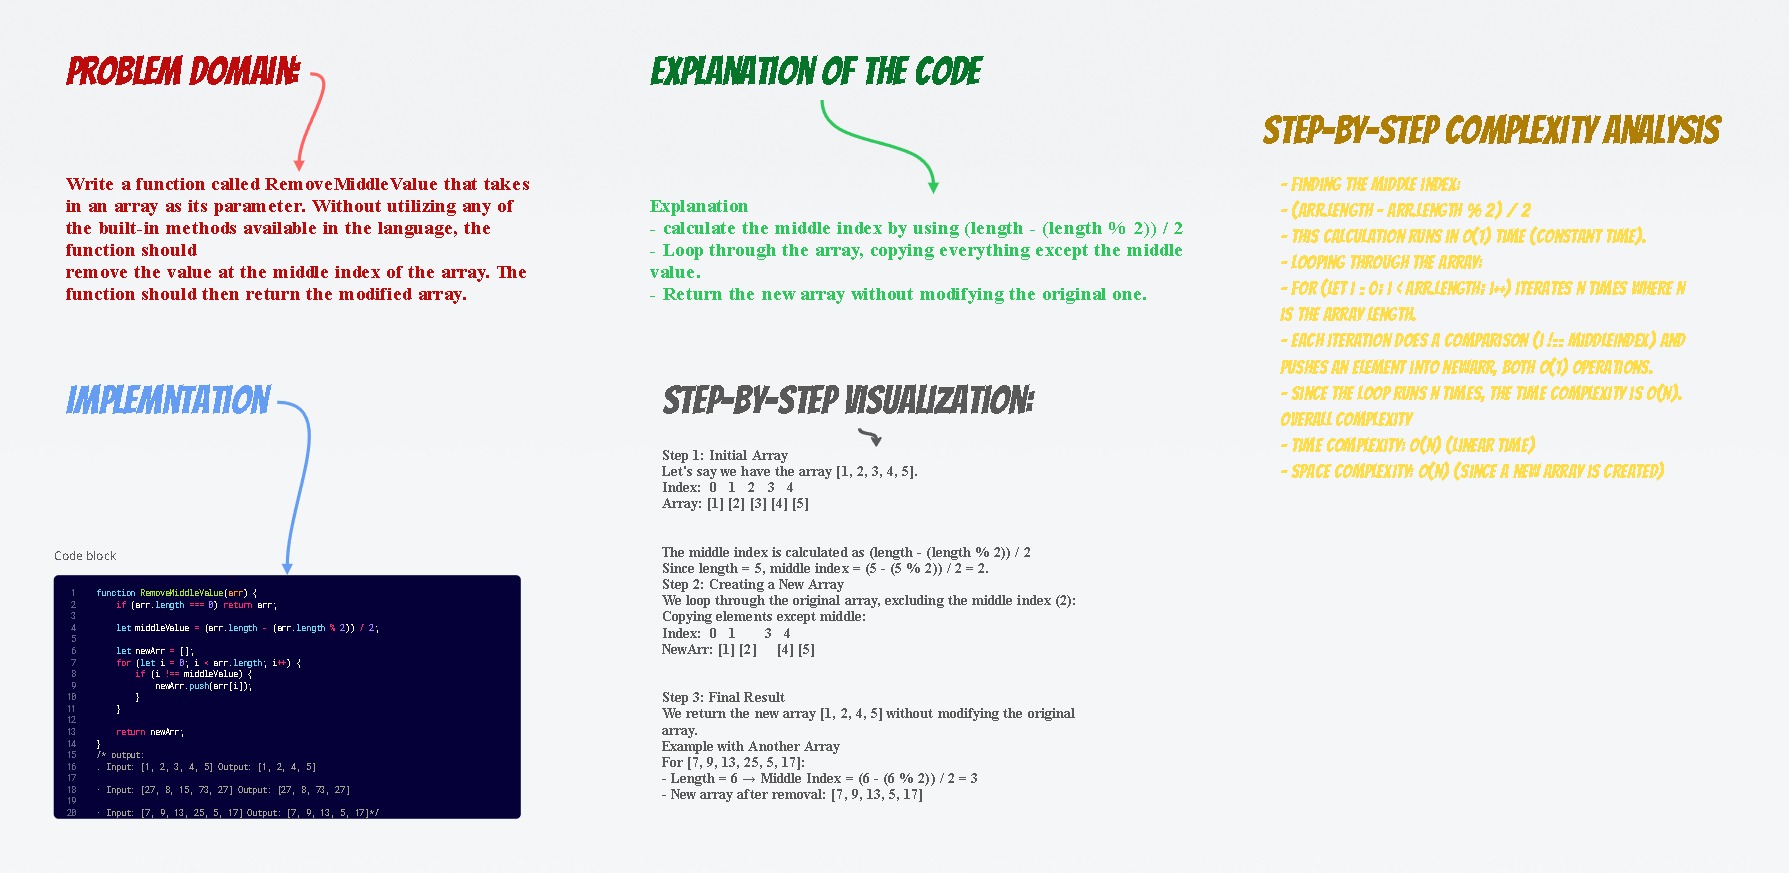 PROBLEM DOMAIN:
Write a function called RemoveMiddleValue that takes
in an array as its parameter. Without utilizing any of
the built-in methods available in the language, the
function should
remove the value at the middle index of the array. The
function should then return the modified array.
IMPLEMNTATION
Code block
1 function RemoveMiddleValue(arr) {
2 if (arr.length === 0) return arr;
3
4 let middleValue = (arr.length - (arr.length % 2)) / 2;
5
6 let newArr = [];
7 for (let i = 0; i < arr.length; i++) {
8 if (i !== middleValue) {
9 newArr.push(arr[i]);
10 }
11 }
12
13 return newArr;
14 }
15 /* output:
16 . Input: [1, 2, 3, 4, 5] Output: [1, 2, 4, 5]
17
18 · Input: [27, 8, 15, 73, 27] Output: [27, 8, 73, 27]
19
20 · Input: [7, 9, 13, 25, 5, 17] Output: [7, 9, 13, 5, 17]*/
EXPLANATION OF THE CODE
Explanation
- calculate the middle index by using (length - (length % 2)) / 2
- Loop through the array, copying everything except the middle
value.
- Return the new array without modifying the original one.
STEP-BY-STEP VISUALIZATION:
Step 1: Initial Array
Let's say we have the array [1, 2, 3, 4, 5].
Index: 0 1 2 3 4
Array: [1] [2] [3] [4] [5]
The middle index is calculated as (length - (length % 2)) / 2
Since length = 5, middle index = (5 - (5 % 2)) / 2 = 2.
Step 2: Creating a New Array
We loop through the original array, excluding the middle index (2):
Copying elements except middle:
Index: 0 1 3 4
NewArr: [1] [2] [4] [5]
Step 3: Final Result
We return the new array [1, 2, 4, 5] without modifying the original
array.
Example with Another Array
For [7, 9, 13, 25, 5, 17]:
- Length = 6 → Middle Index = (6 - (6 % 2)) / 2 = 3
- New array after removal: [7, 9, 13, 5, 17]
STEP-BY-STEP COMPLEXITY ANALYSIS
- FINDING THE MIDDLE INDEX:
- (ARR.LENGTH - ARR.LENGTH % 2) / 2
- THIS CALCULATION RUNS IN O(1) TIME (CONSTANT TIME).
- LOOPING THROUGH THE ARRAY:
- FOR (LET I = 0; I < ARR.LENGTH; I++) ITERATES N TIMES WHERE N
IS THE ARRAY LENGTH.
- EACH ITERATION DOES A COMPARISON (I !== MIDDLEINDEX) AND
PUSHES AN ELEMENT INTO NEWARR, BOTH O(1) OPERATIONS.
- SINCE THE LOOP RUNS N TIMES, THE TIME COMPLEXITY IS O(N).
OVERALL COMPLEXITY
- TIME COMPLEXITY: O(N) (LINEAR TIME)
- SPACE COMPLEXITY: O(N) (SINCE A NEW ARRAY IS CREATED)